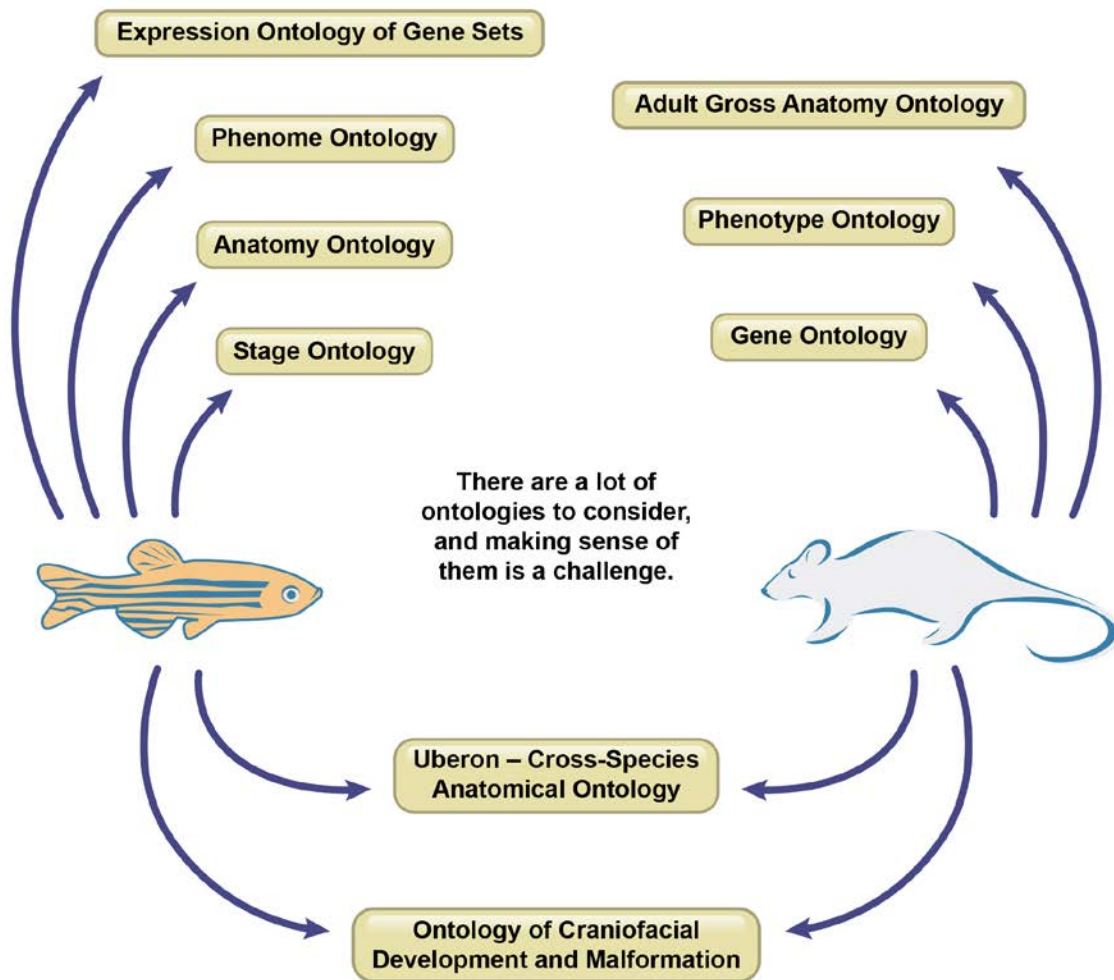 Expression Ontology of Gene Sets
Phenome Ontology
Anatomy Ontology
Stage Ontology
Adult Gross Anatomy Ontology
Phenotype Ontology
Gene Ontology
There are a lot of
ontologies to consider,
and making sense of
them is a challenge.
Uberon – Cross-Species
Anatomical Ontology
Ontology of Craniofacial
Development and Malformation